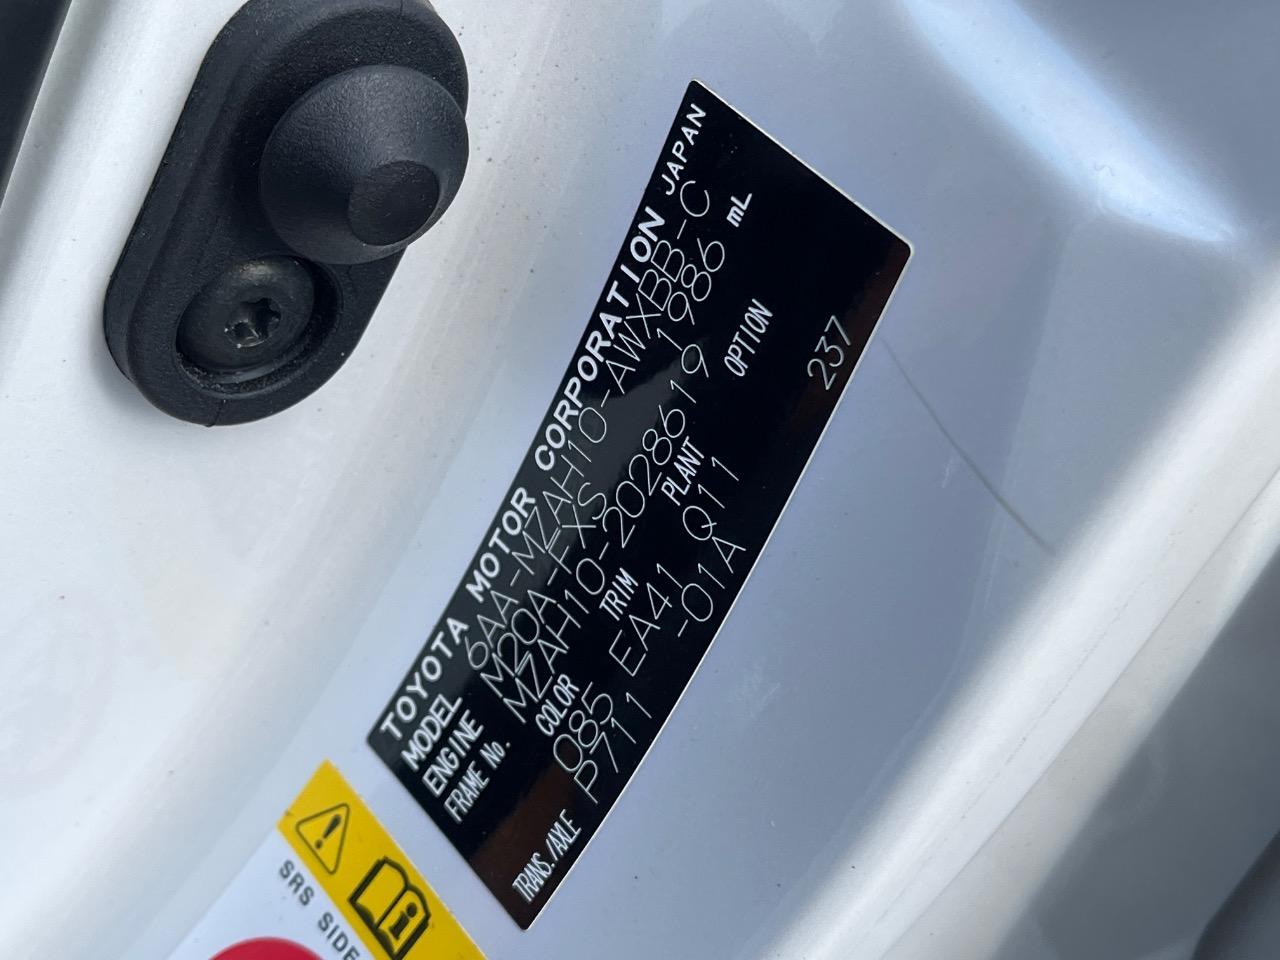 TOYOTA MOTOR CORPORATION JAPAN
MODEL 6AA-MZAH10-AWXBB-C
ENGINE M20A-FXS 1986 mL
FRAME No. MZAH10-2028619
COLOR TRIM PLANT OPTION
085 EA41 Q11 237
TRANS./AXLE P711 -01A
SRS SIDE